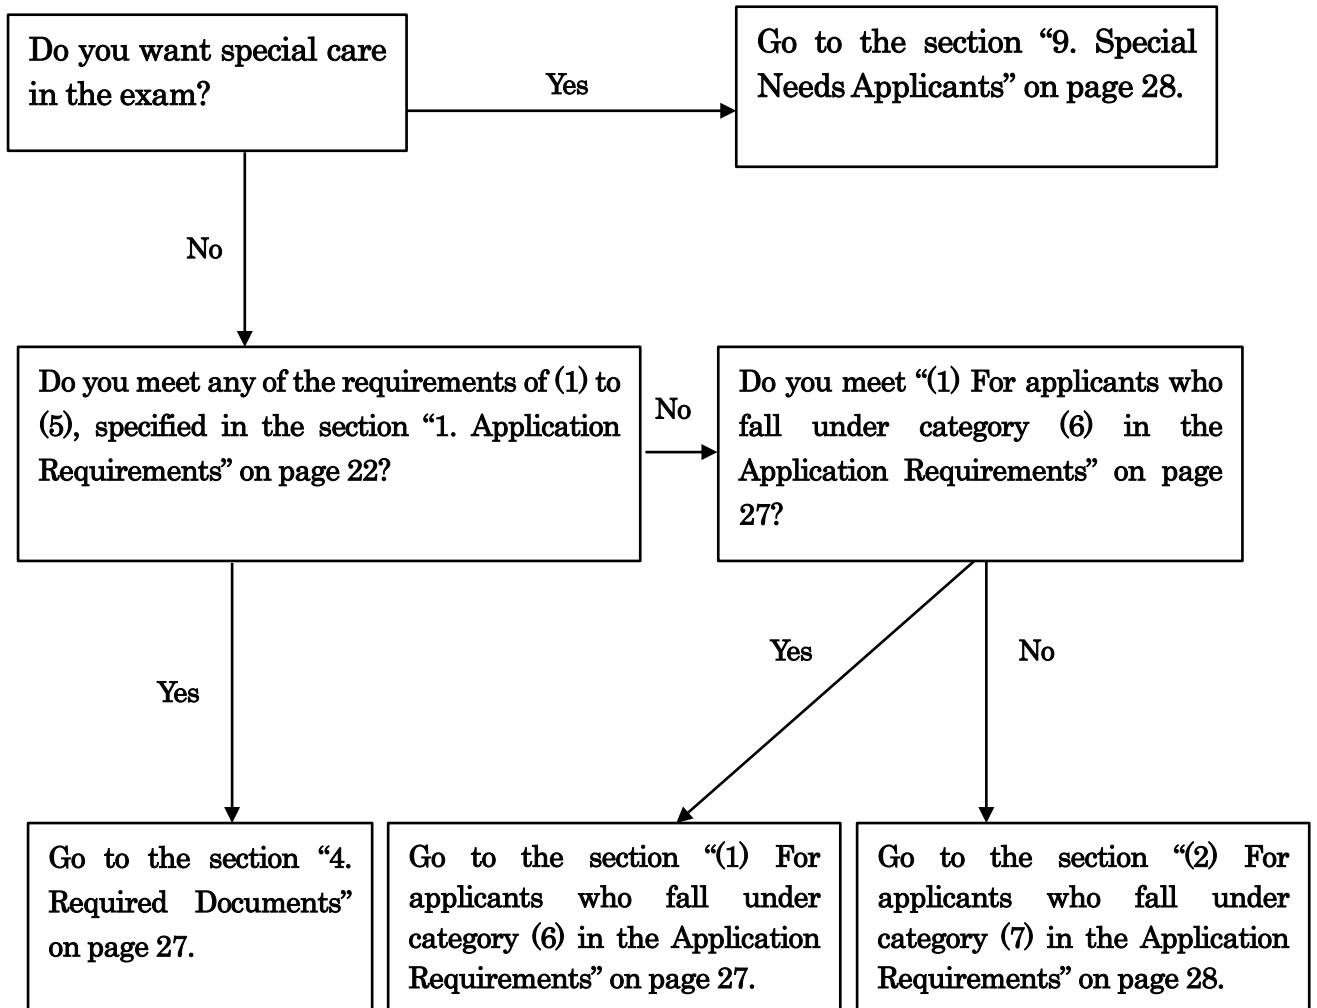 Do you want special care
in the exam?
Yes
Go to the section “9. Special
Needs Applicants” on page 28.
No
Do you meet any of the requirements of (1) to
(5), specified in the section “1. Application
Requirements” on page 22?
No
Do you meet “(1) For applicants who
fall under category (6) in the
Application Requirements” on page
27?
Yes
Yes
No
Go to the section “4.
Required Documents”
on page 27.
Go to the section “(1) For
applicants who fall under
category (6) in the Application
Requirements” on page 27.
Go to the section “(2) For
applicants who fall under
category (7) in the Application
Requirements” on page 28.